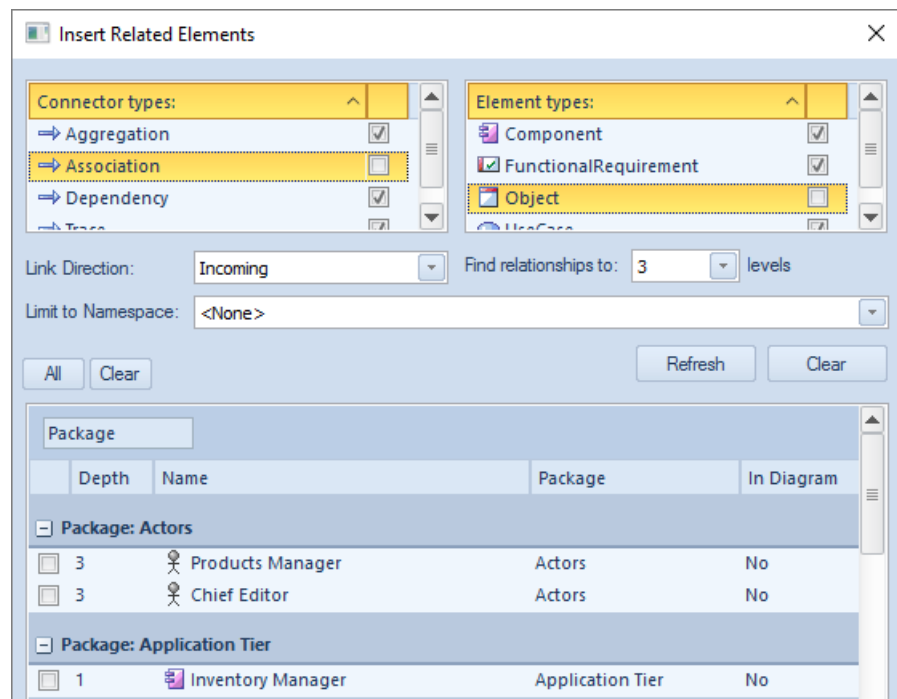 Insert Related Elements
Connector types:
Aggregation
Association
Dependency
Trace
Element types:
Component
FunctionalRequirement
Object
UseCase
Link Direction: Incoming
Find relationships to: 3 levels
Limit to Namespace: <None>
All Clear
Refresh Clear
Package
Depth Name Package In Diagram
Package: Actors
3 Products Manager Actors No
3 Chief Editor Actors No
Package: Application Tier
1 Inventory Manager Application Tier No